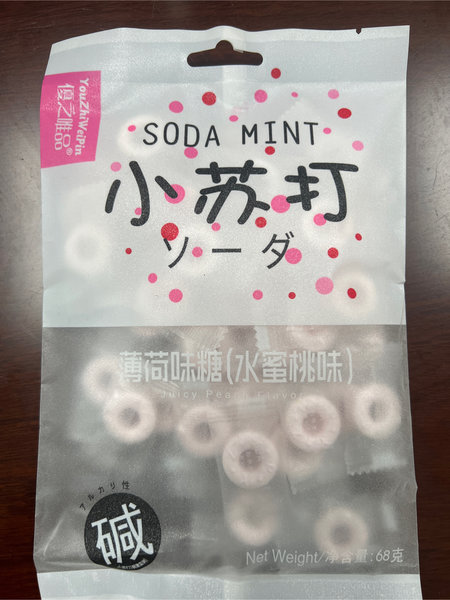 YouZhiWeiPin
優之唯品®
SODA MINT
小苏打
ソーダ
薄荷味糖(水蜜桃味)
Juicy Peach Flavor
アルカリ性
碱
Net Weight/净含量:68克